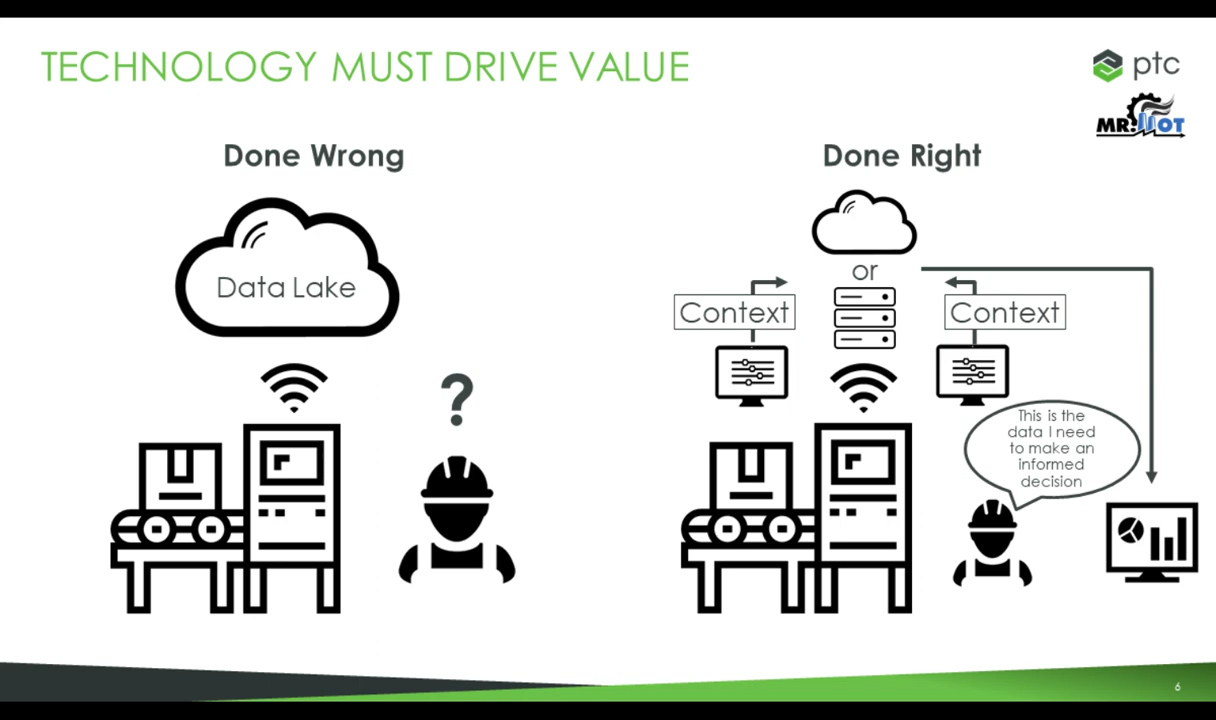 TECHNOLOGY MUST DRIVE VALUE
ptc
MR.IIOT
Done Wrong
Data Lake
?
Done Right
or
Context
Context
This is the
data I need
to make an
informed
decision
6